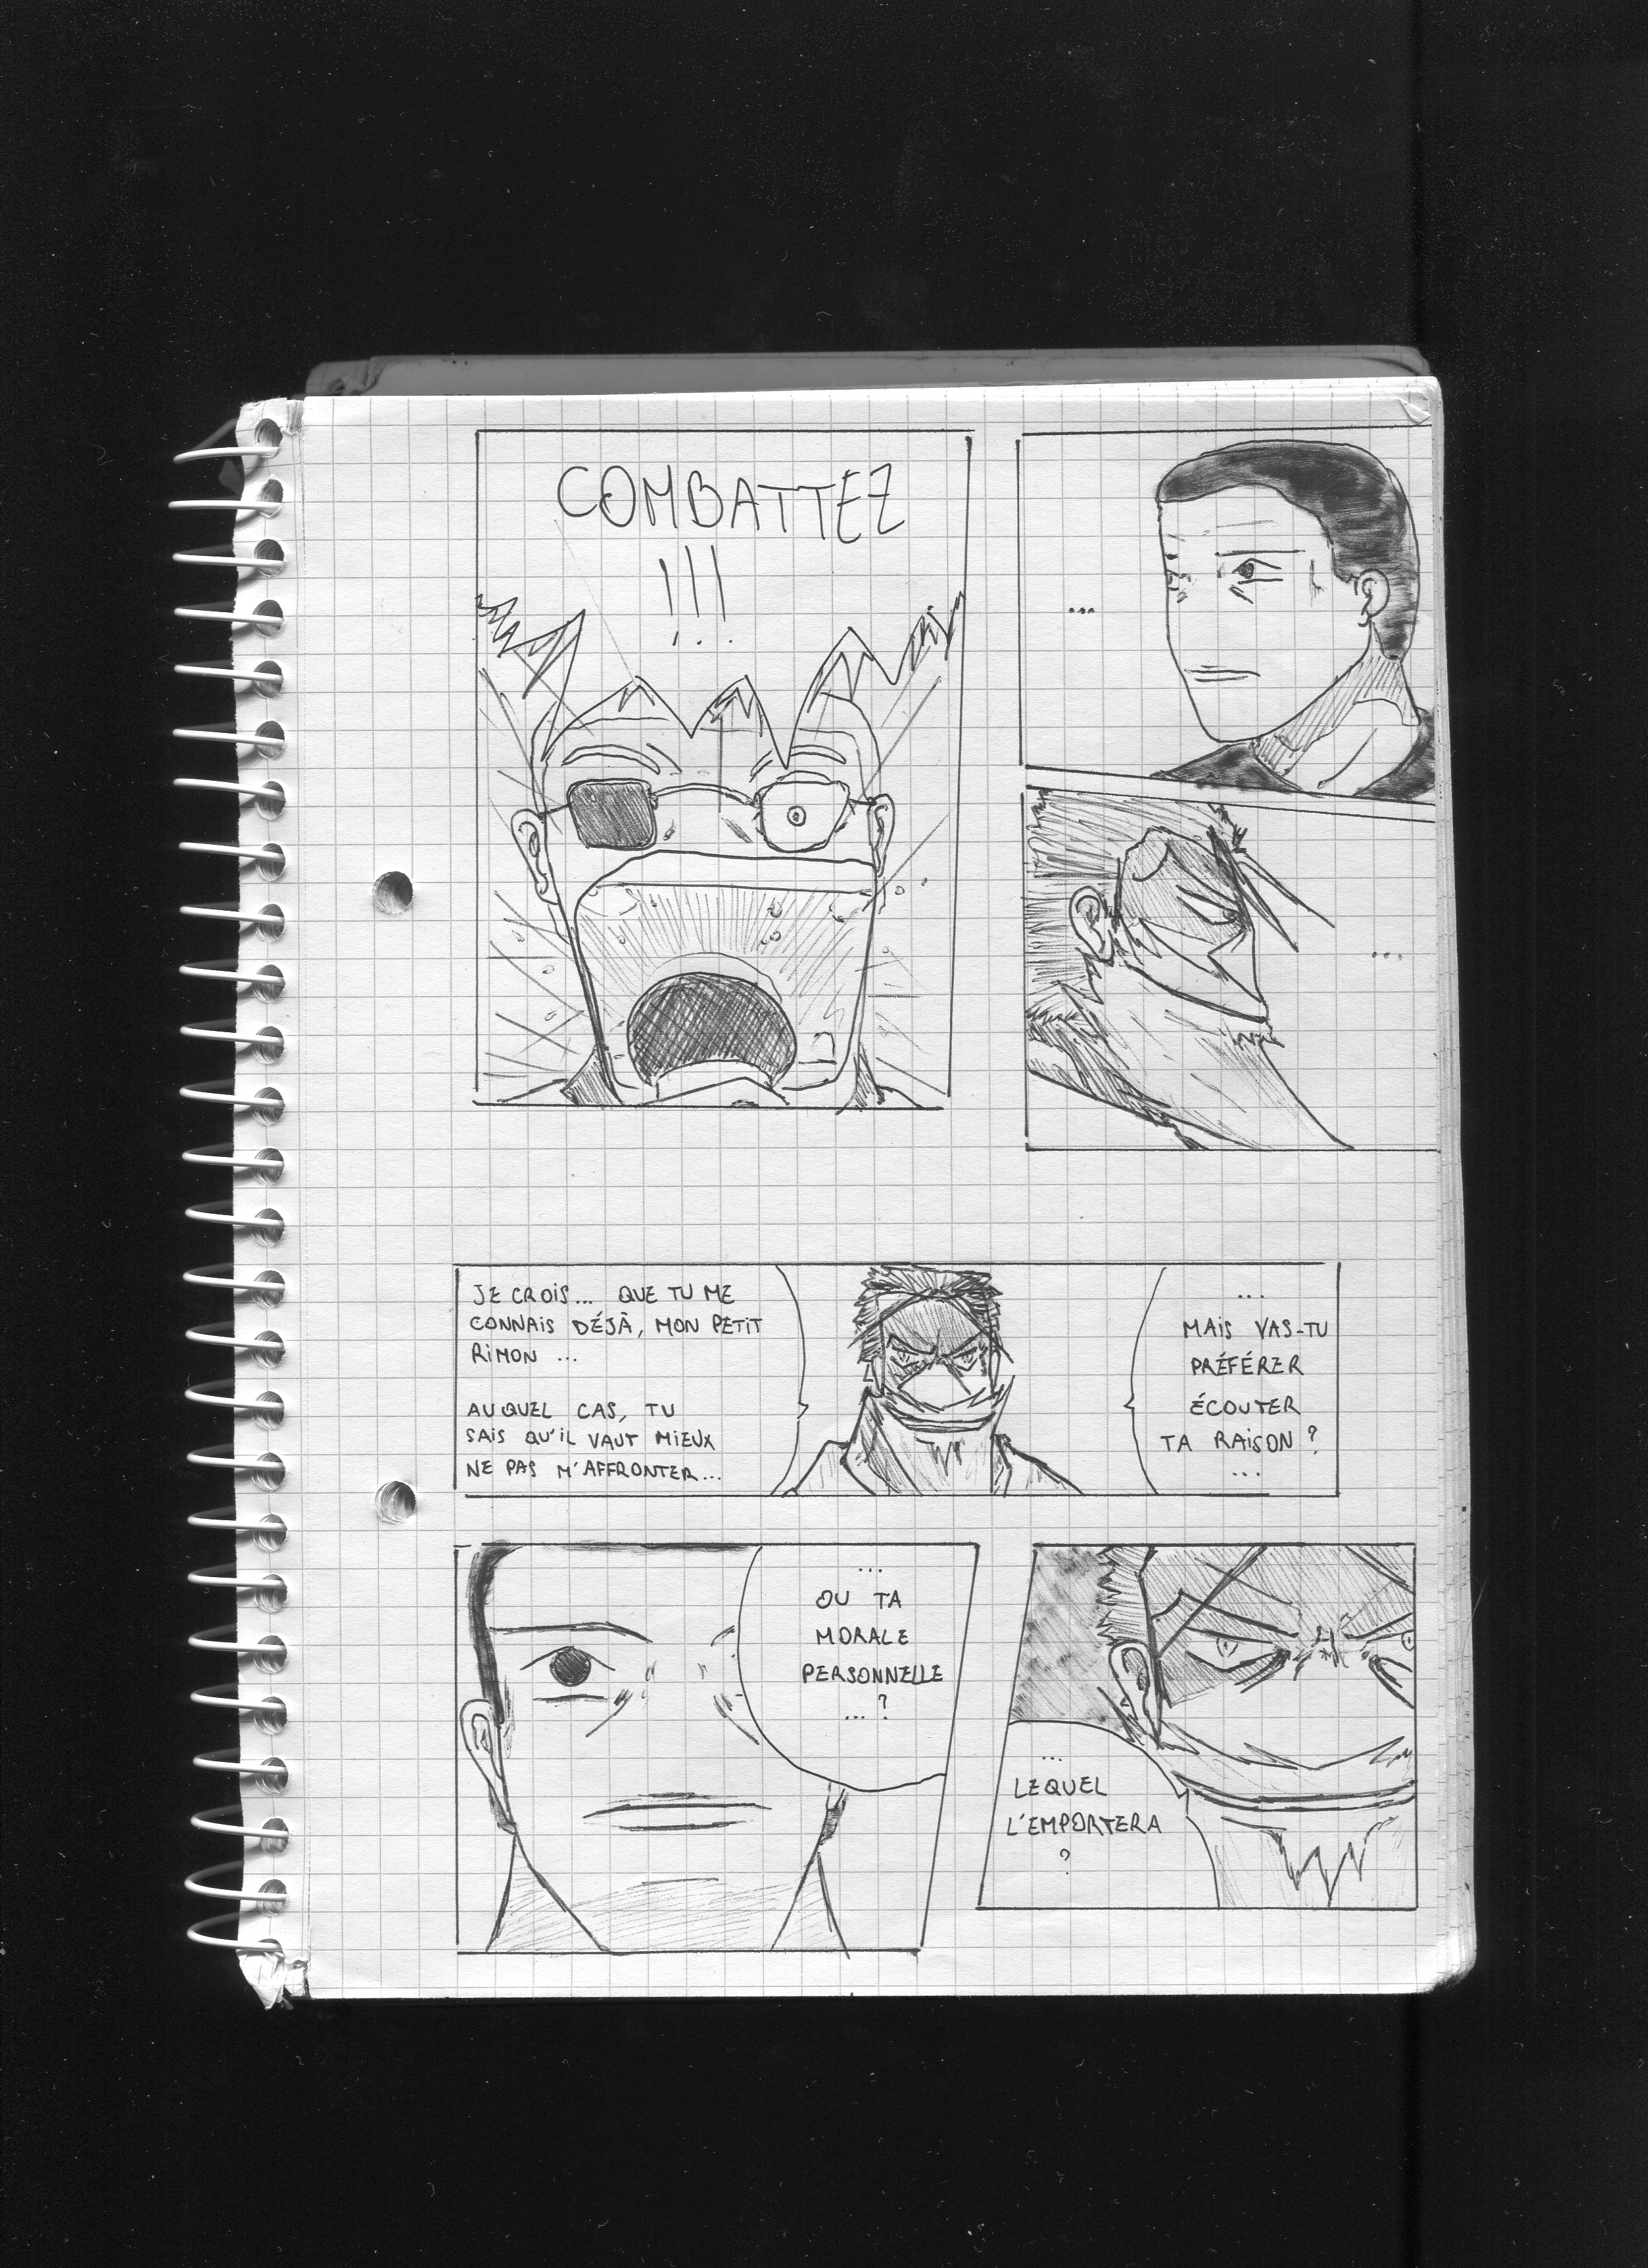 COMBATTEZ
!!!
...
...
JE CROIS... QUE TU ME
CONNAIS DÉJÀ, MON PETIT
RIMON ...
AUQUEL CAS, TU
SAIS QU'IL VAUT MIEUX
NE PAS M'AFFRONTER...
...
MAIS VAS-TU
PRÉFÉRER
ÉCOUTER
TA RAISON ?
...
...
OU TA
MORALE
PERSONNELLE
... ?
...
LEQUEL
L'EMPORTERA
?